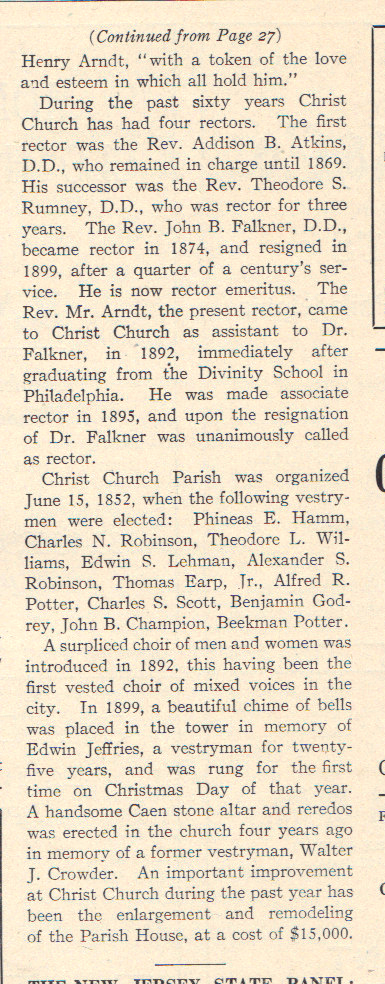 (Continued from Page 27)
Henry Arndt, "with a token of the love
and esteem in which all hold him."
During the past sixty years Christ
Church has had four rectors. The first
rector was the Rev. Addison B. Atkins,
D.D., who remained in charge until 1869.
His successor was the Rev. Theodore S.
Rumney, D.D., who was rector for three
years. The Rev. John B. Falkner, D.D.,
became rector in 1874, and resigned in
1899, after a quarter of a century's ser-
vice. He is now rector emeritus. The
Rev. Mr. Arndt, the present rector, came
to Christ Church as assistant to Dr.
Falkner, in 1892, immediately after
graduating from the Divinity School in
Philadelphia. He was made associate
rector in 1895, and upon the resignation
of Dr. Falkner was unanimously called
as rector.
Christ Church Parish was organized
June 15, 1852, when the following vestry-
men were elected: Phineas E. Hamm,
Charles N. Robinson, Theodore L. Wil-
liams, Edwin S. Lehman, Alexander S.
Robinson, Thomas Earp, Jr., Alfred R.
Potter, Charles S. Scott, Benjamin God-
rey, John B. Champion, Beekman Potter.
A surpliced choir of men and women was
introduced in 1892, this having been the
first vested choir of mixed voices in the
city. In 1899, a beautiful chime of bells
was placed in the tower in memory of
Edwin Jeffries, a vestryman for twenty-
five years, and was rung for the first
time on Christmas Day of that year.
A handsome Caen stone altar and reredos
was erected in the church four years ago
in memory of a former vestryman, Walter
J. Crowder. An important improvement
at Christ Church during the past year has
been the enlargement and remodeling
of the Parish House, at a cost of $15,000.
THE NEW JERSEY STATE PANEL: